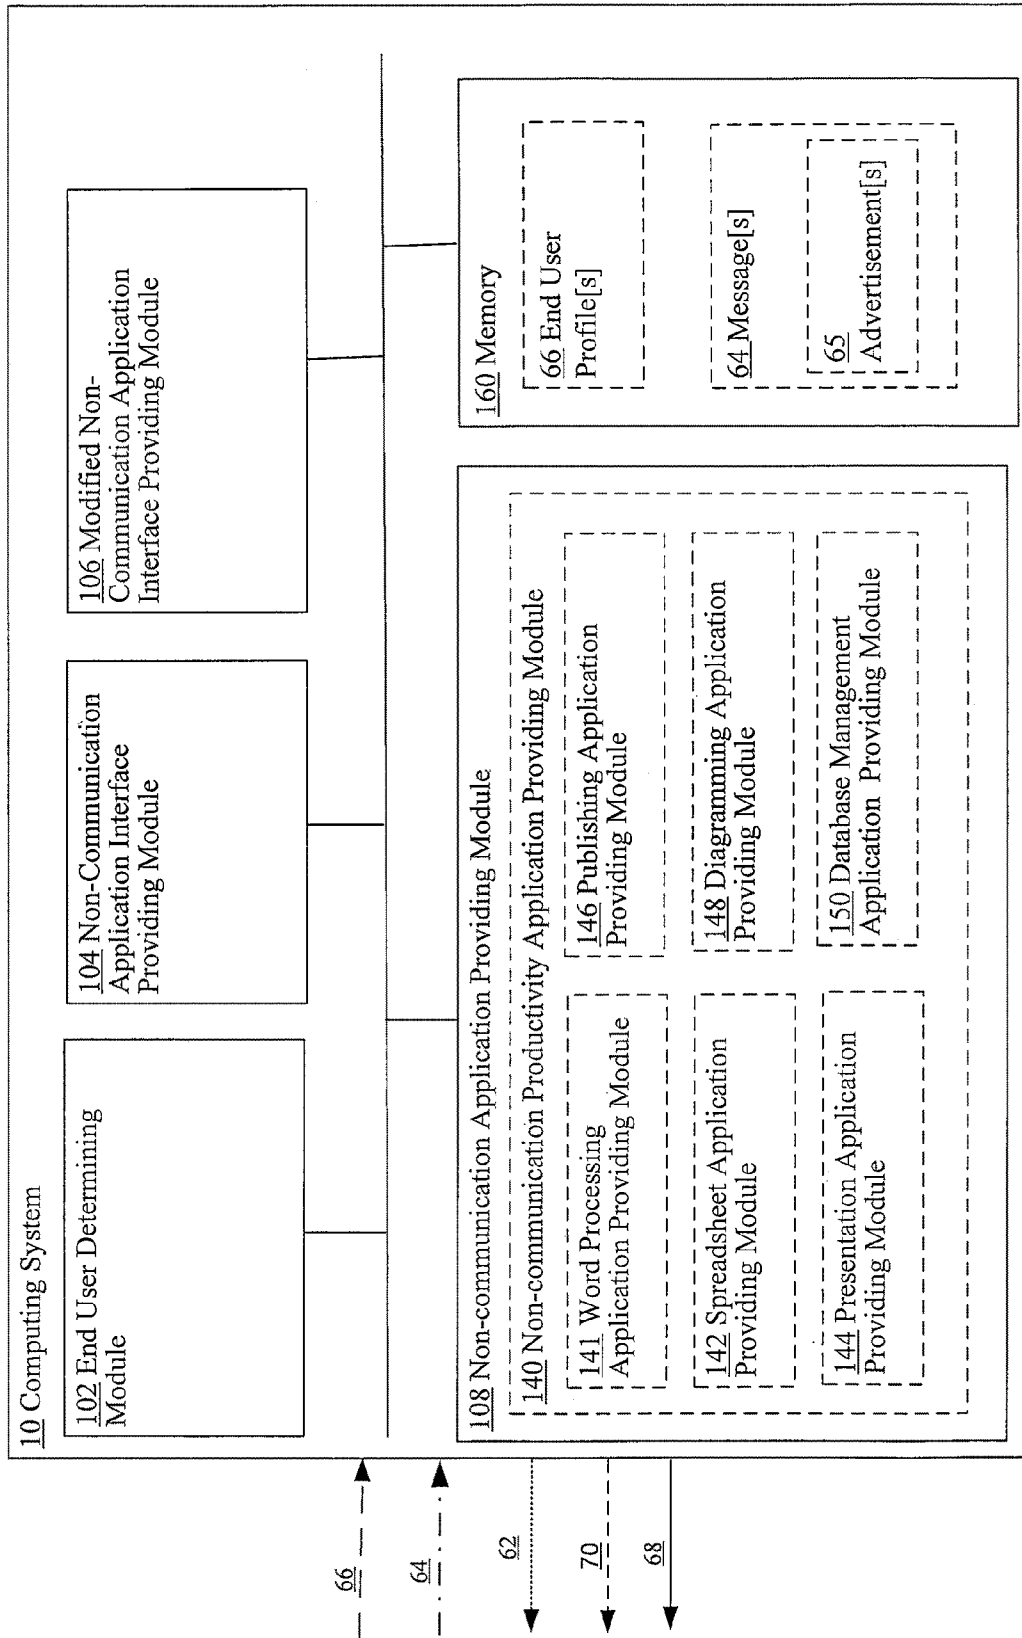 10 Computing System
102 End User Determining
Module
104 Non-Communication
Application Interface
Providing Module
106 Modified Non-
Communication Application
Interface Providing Module
108 Non-communication Application Providing Module
140 Non-communication Productivity Application Providing Module
141 Word Processing
Application Providing Module
142 Spreadsheet Application
Providing Module
144 Presentation Application
Providing Module
146 Publishing Application
Providing Module
148 Diagramming Application
Providing Module
150 Database Management
Application Providing Module
160 Memory
66 End User
Profile[s]
64 Message[s]
65
Advertisement[s]
66
64
62
70
68